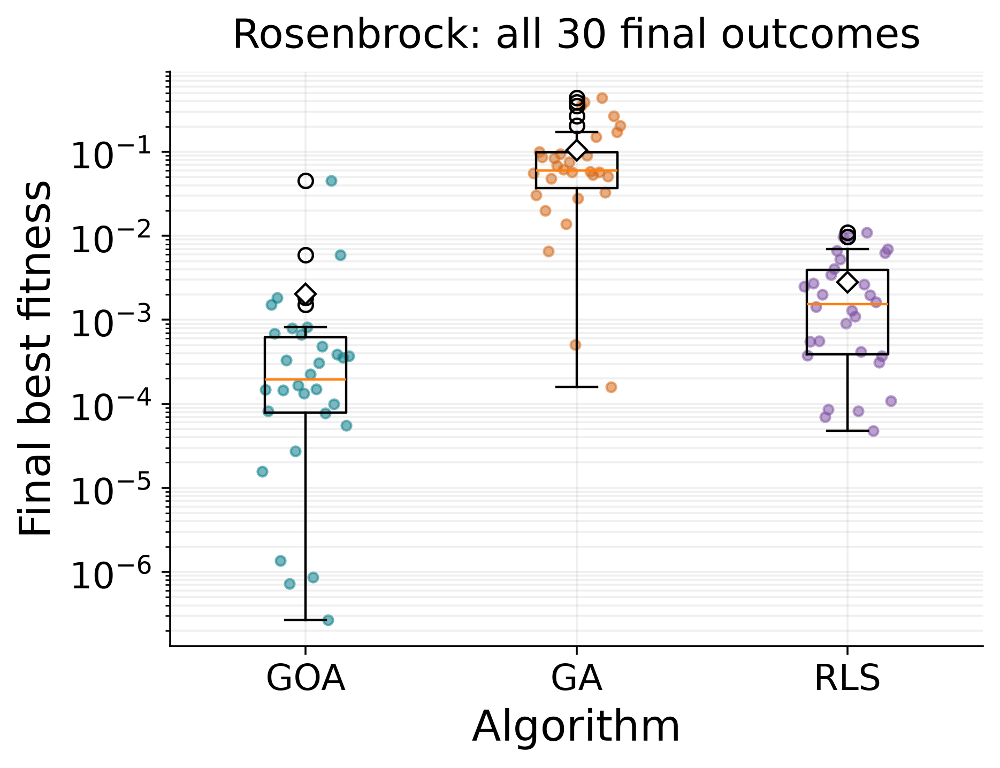 Rosenbrock: all 30 final outcomes
Final best fitness
10⁻¹
10⁻²
10⁻³
10⁻⁴
10⁻⁵
10⁻⁶
GOA
GA
RLS
Algorithm